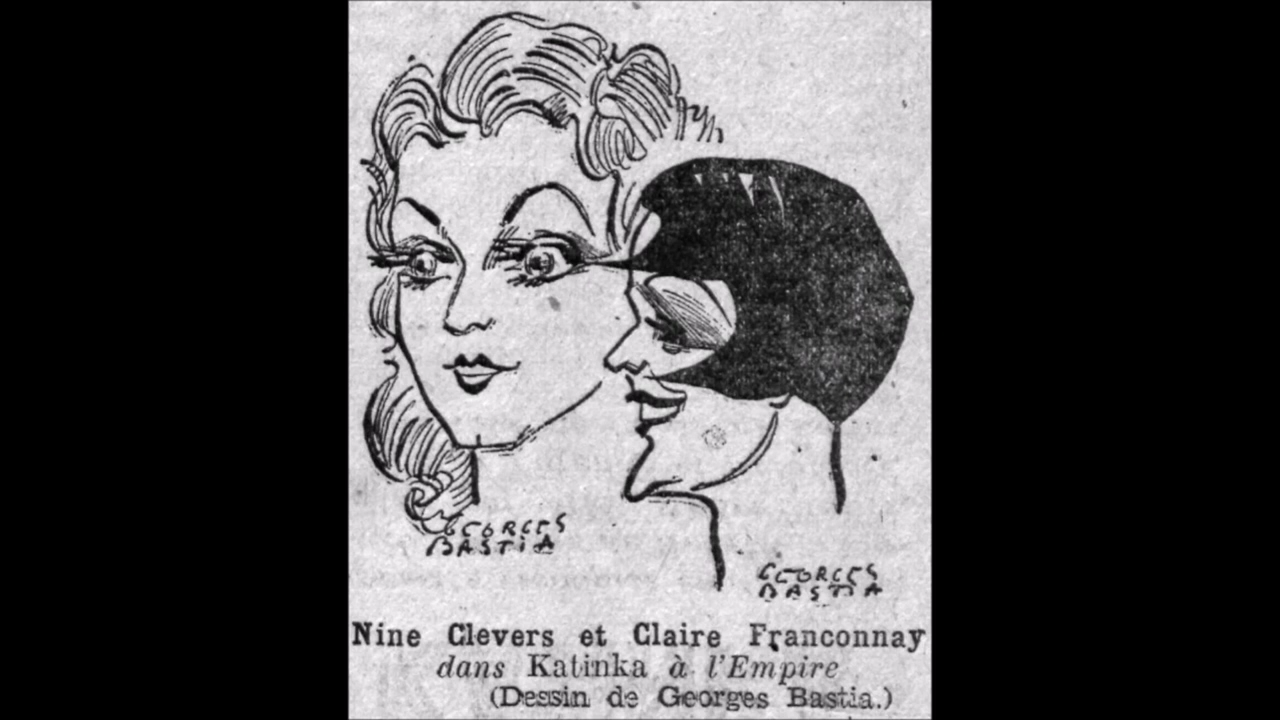 GEORGES
BASTIA
GEORGES
BASTIA
Nine Clevers et Claire Franconnay
dans Katinka à l'Empire
(Dessin de Georges Bastia.)